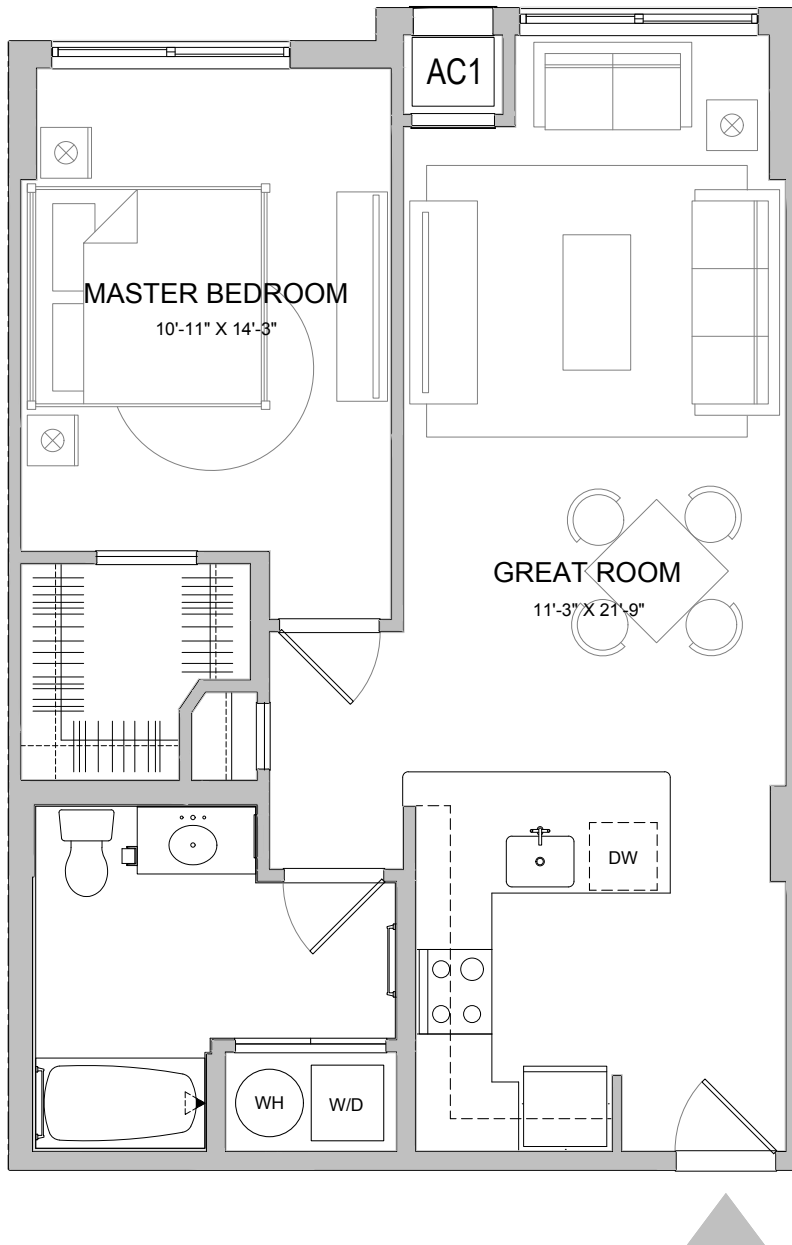 AC1
MASTER BEDROOM
10'-11" X 14'-3"
GREAT ROOM
11'-3" X 21'-9"
DW
WH
W/D